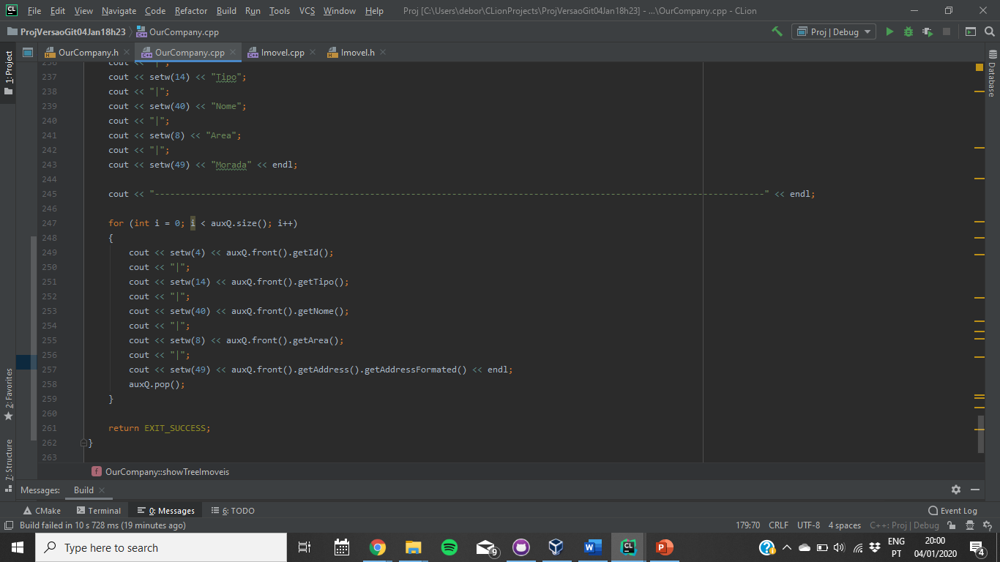 CL File Edit View Navigate Code Refactor Build Run Tools VCS Window Help Proj [C:\Users\debor\CLionProjects\ProjVersaoGit04Jan18h23] - ...\OurCompany.cpp - CLion
ProjVersaoGit04Jan18h23 OurCompany.cpp Proj | Debug
1: Project
OurCompany.h OurCompany.cpp Imovel.cpp Imovel.h
Database
236 cout << "|";
237 cout << setw(14) << "Tipo";
238 cout << "|";
239 cout << setw(40) << "Nome";
240 cout << "|";
241 cout << setw(8) << "Area";
242 cout << "|";
243 cout << setw(49) << "Morada" << endl;
244
245 cout << "-----------------------------------------------------------------------------------------------------------------------" << endl;
246
247 for (int i = 0; i < auxQ.size(); i++)
248 {
249 cout << setw(4) << auxQ.front().getId();
250 cout << "|";
251 cout << setw(14) << auxQ.front().getTipo();
252 cout << "|";
253 cout << setw(40) << auxQ.front().getNome();
254 cout << "|";
255 cout << setw(8) << auxQ.front().getArea();
256 cout << "|";
257 cout << setw(49) << auxQ.front().getAddress().getAddressFormated() << endl;
258 auxQ.pop();
259 }
260
261 return EXIT_SUCCESS;
262 }
263
2: Favorites
7: Structure
f OurCompany::showTreeImoveis
Messages: Build
CMake Terminal 0: Messages 6: TODO Event Log
Build failed in 10 s 728 ms (19 minutes ago) 179:70 CRLF UTF-8 4 spaces C++: Proj | Debug
Type here to search 9 W CL P ? ENG 20:00
PT 04/01/2020 4